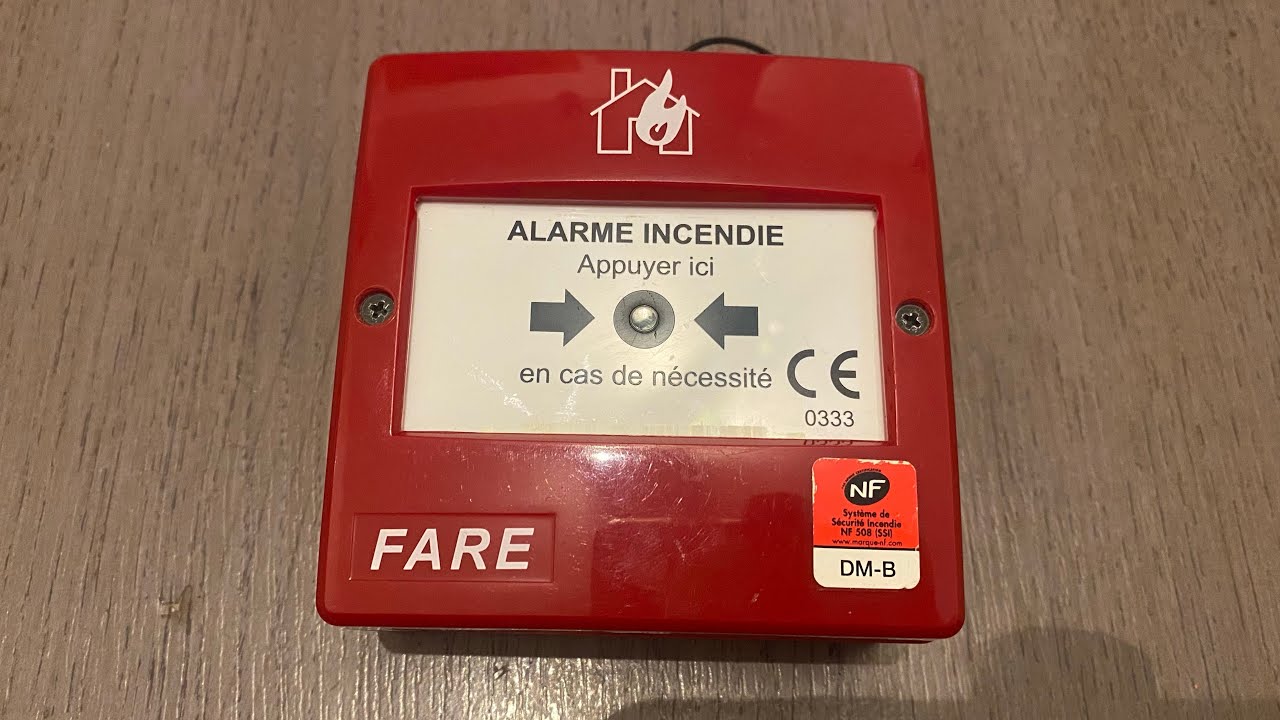 ALARME INCENDIE
Appuyer ici
en cas de nécessité
CE
0333
FARE
NF
Système de
Sécurité Incendie
NF 508 (SSI)
www.marque-nf.com
DM-B